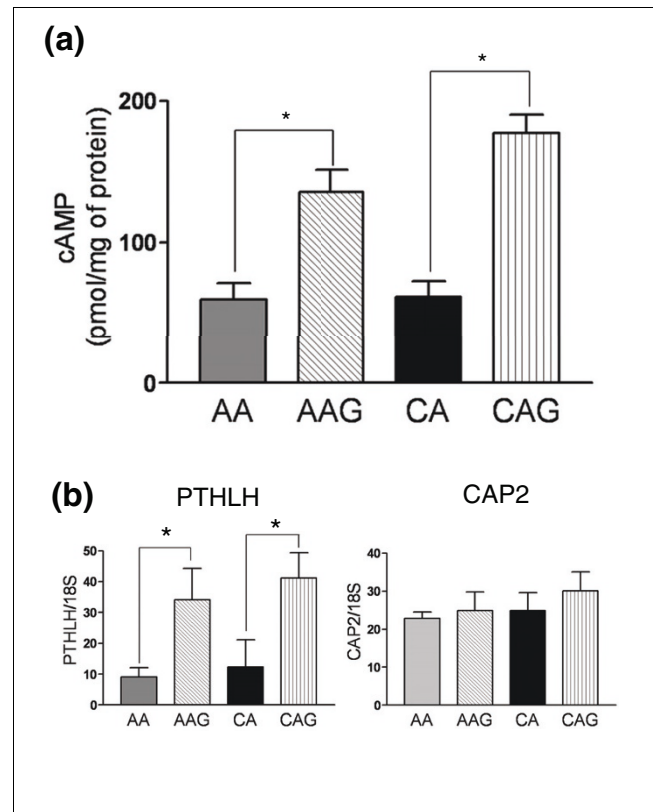 (a)
*
*
200
100
0
cAMP
(pmol/mg of protein)
AA AAG CA CAG
(b)
PTHLH
CAP2
*
*
50
40
30
20
10
0
PTHLH/18S
AA AAG CA CAG
40
30
20
10
0
CAP2/18S
AA AAG CA CAG